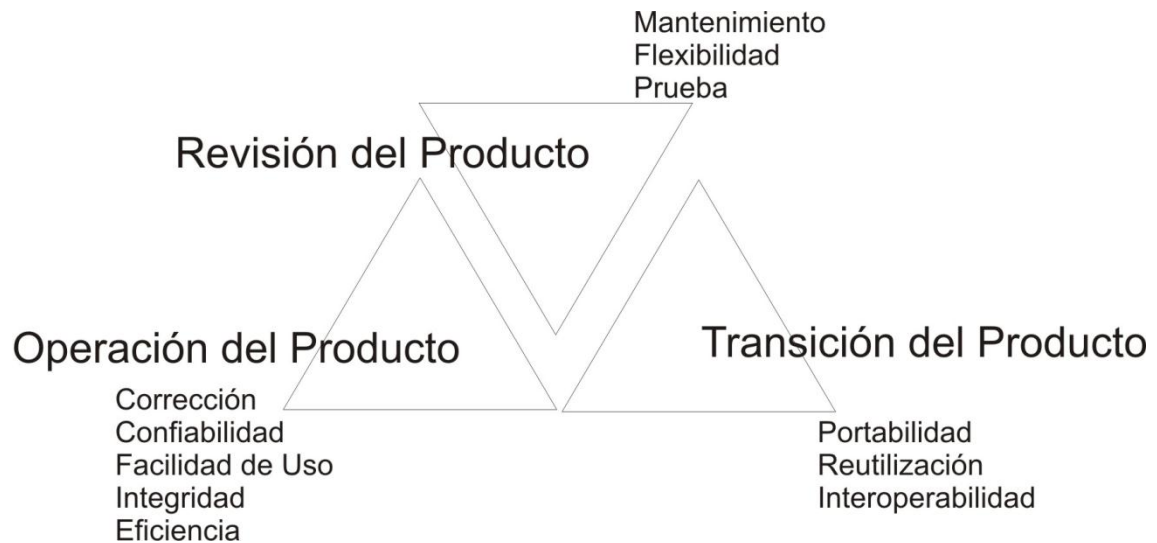 Mantenimiento
Flexibilidad
Prueba
Revisión del Producto
Operación del Producto
Corrección
Confiabilidad
Facilidad de Uso
Integridad
Eficiencia
Transición del Producto
Portabilidad
Reutilización
Interoperabilidad